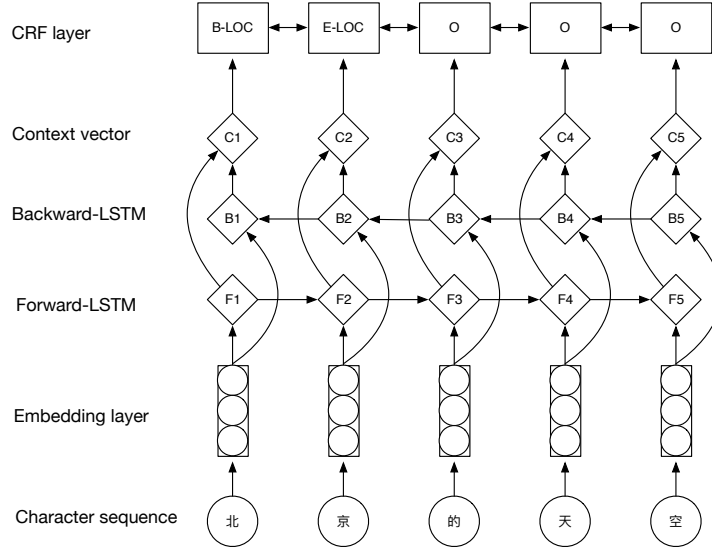 CRF layer B-LOC E-LOC O O O
Context vector C1 C2 C3 C4 C5
Backward-LSTM B1 B2 B3 B4 B5
Forward-LSTM F1 F2 F3 F4 F5
Embedding layer
Character sequence 北 京 的 天 空